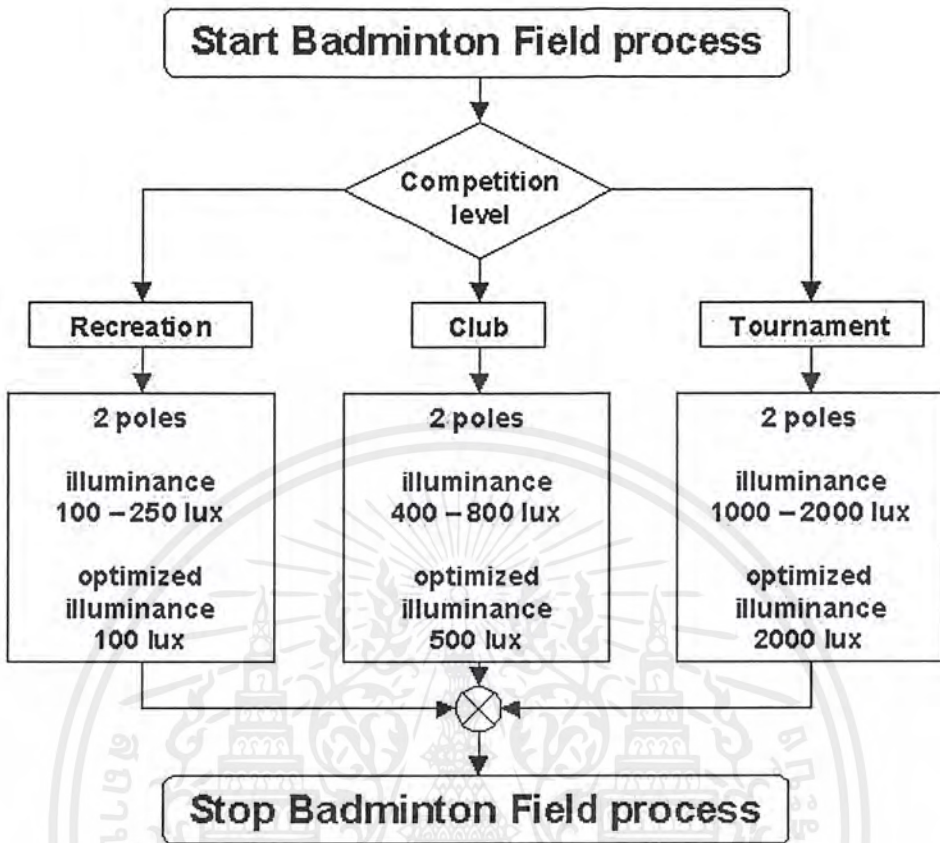 Start Badminton Field process
Competition
level
Recreation
Club
Tournament
2 poles
illuminance
100 – 250 lux
optimized
illuminance
100 lux
2 poles
illuminance
400 – 800 lux
optimized
illuminance
500 lux
2 poles
illuminance
1000 – 2000 lux
optimized
illuminance
2000 lux
Stop Badminton Field process